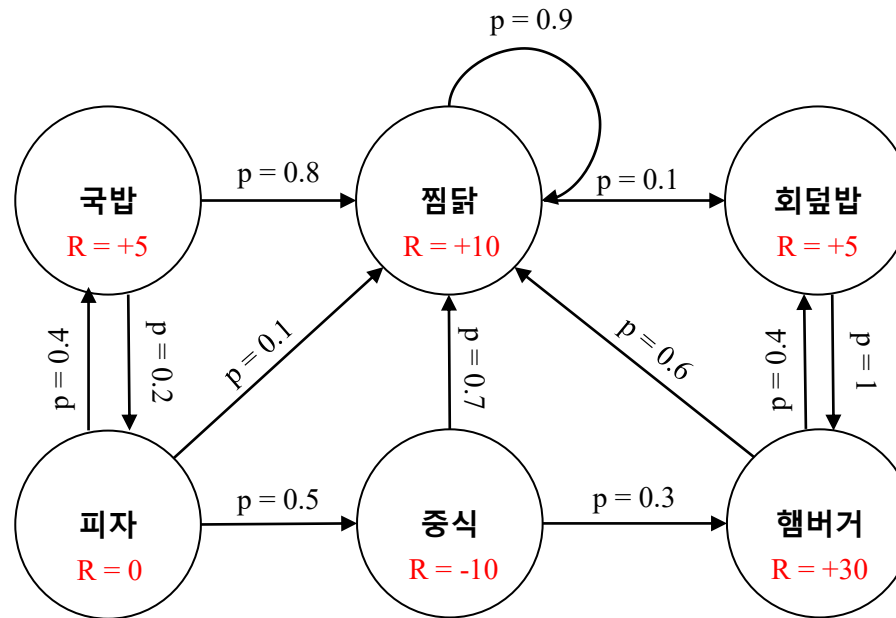 p = 0.9
국밥
R = +5
p = 0.8
찜닭
R = +10
p = 0.1
회덮밥
R = +5
p = 0.4
p = 0.2
p = 0.1
p = 0.7
p = 0.6
p = 0.4
p = 1
피자
R = 0
p = 0.5
중식
R = -10
p = 0.3
햄버거
R = +30